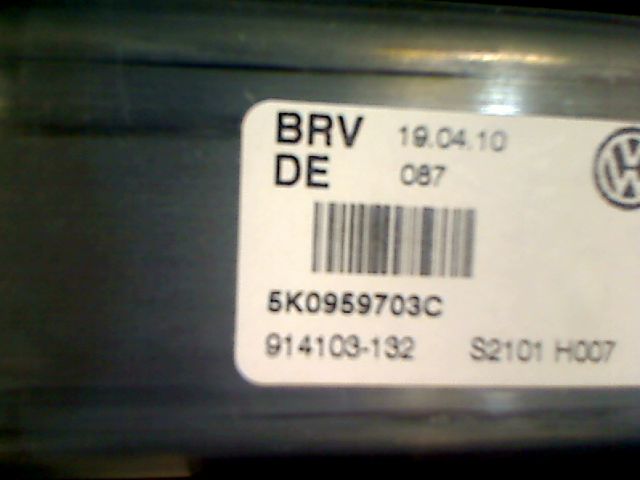 BRV 19.04.10
DE 087
5K0959703C
914103-132 S2101 H007